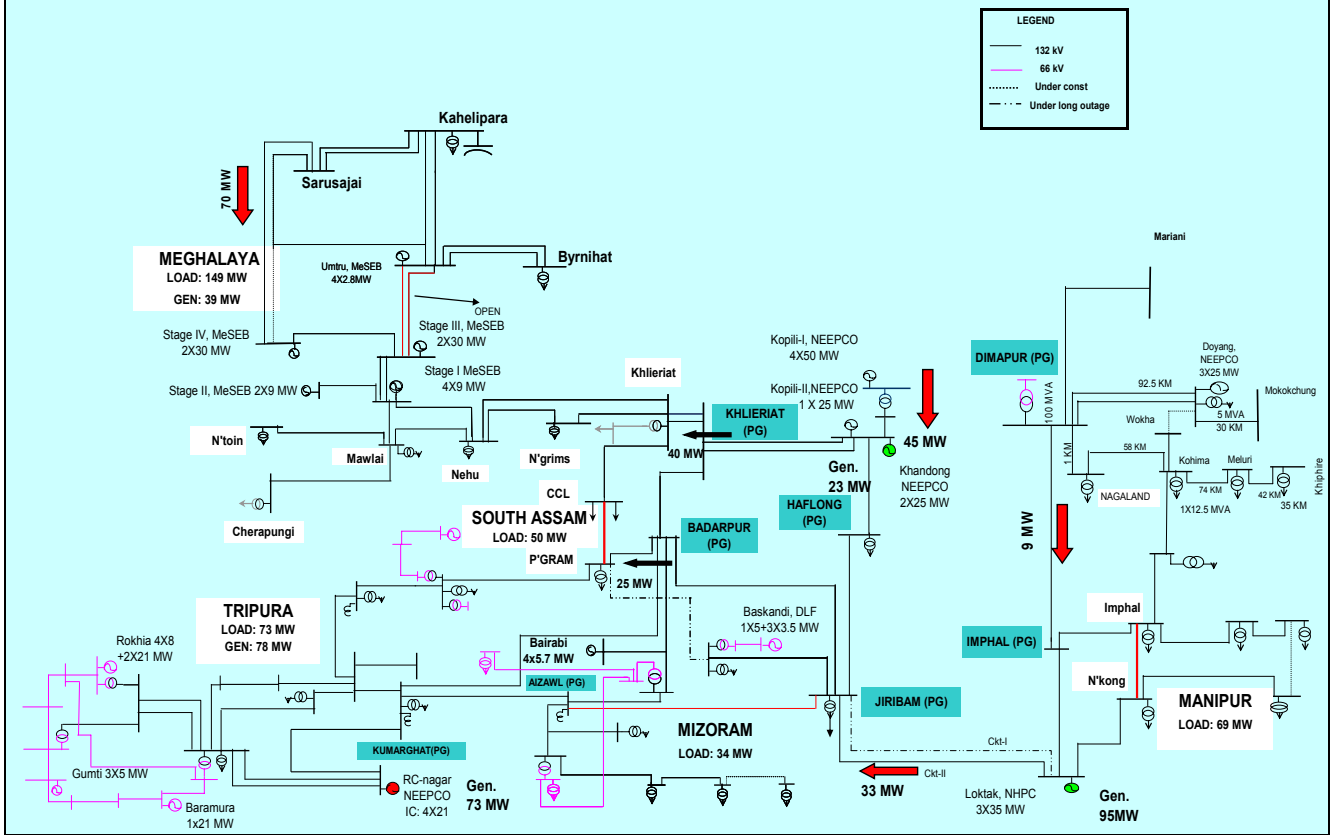 LEGEND
132 kV
66 kV
Under const
Under long outage
Kahelipara
Sarusajai
70 MW
MEGHALAYA
LOAD: 149 MW
GEN: 39 MW
Umtru, MeSEB
4X2.8MW
Byrnihat
OPEN
Stage III, MeSEB
2X30 MW
Stage IV, MeSEB
2X30 MW
Stage I MeSEB
4X9 MW
Stage II, MeSEB 2X9 MW
N'toin
Mawlai
Nehu
N'grims
Cherapungi
Khlieriat
KHLIERIAT
(PG)
40 MW
Kopili-I, NEEPCO
4X50 MW
Kopili-II,NEEPCO
1 X 25 MW
45 MW
Gen.
23 MW
Khandong
NEEPCO
2X25 MW
HAFLONG
(PG)
CCL
SOUTH ASSAM
LOAD: 50 MW
P'GRAM
BADARPUR
(PG)
25 MW
Mariani
DIMAPUR (PG)
100 MVA
Doyang,
NEEPCO
3X25 MW
92.5 KM
Mokokchung
5 MVA
30 KM
Wokha
1 KM
58 KM
Kohima
Meluri
NAGALAND
74 KM
42 KM
35 KM
Khiphire
1X12.5 MVA
9 MW
Imphal
IMPHAL (PG)
N'kong
MANIPUR
LOAD: 69 MW
TRIPURA
LOAD: 73 MW
GEN: 78 MW
Rokhia 4X8
+2X21 MW
Bairabi
4x5.7 MW
Baskandi, DLF
1X5+3X3.5 MW
AIZAWL (PG)
JIRIBAM (PG)
MIZORAM
LOAD: 34 MW
Ckt-I
Ckt-II
33 MW
KUMARGHAT(PG)
Gumti 3X5 MW
Baramura
1x21 MW
RC-nagar
NEEPCO
IC: 4X21
Gen.
73 MW
Loktak, NHPC
3X35 MW
Gen.
95MW